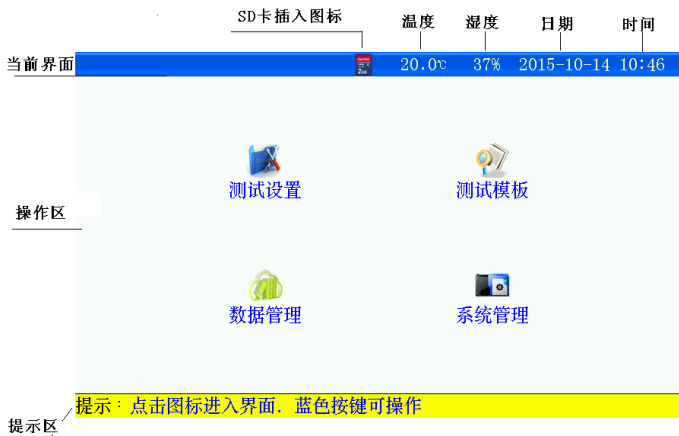 SD卡插入图标 温度 湿度 日期 时间
当前界面 20.0℃ 37% 2015-10-14 10:46
测试设置 测试模板
操作区
数据管理 系统管理
提示：点击图标进入界面．蓝色按键可操作
提示区